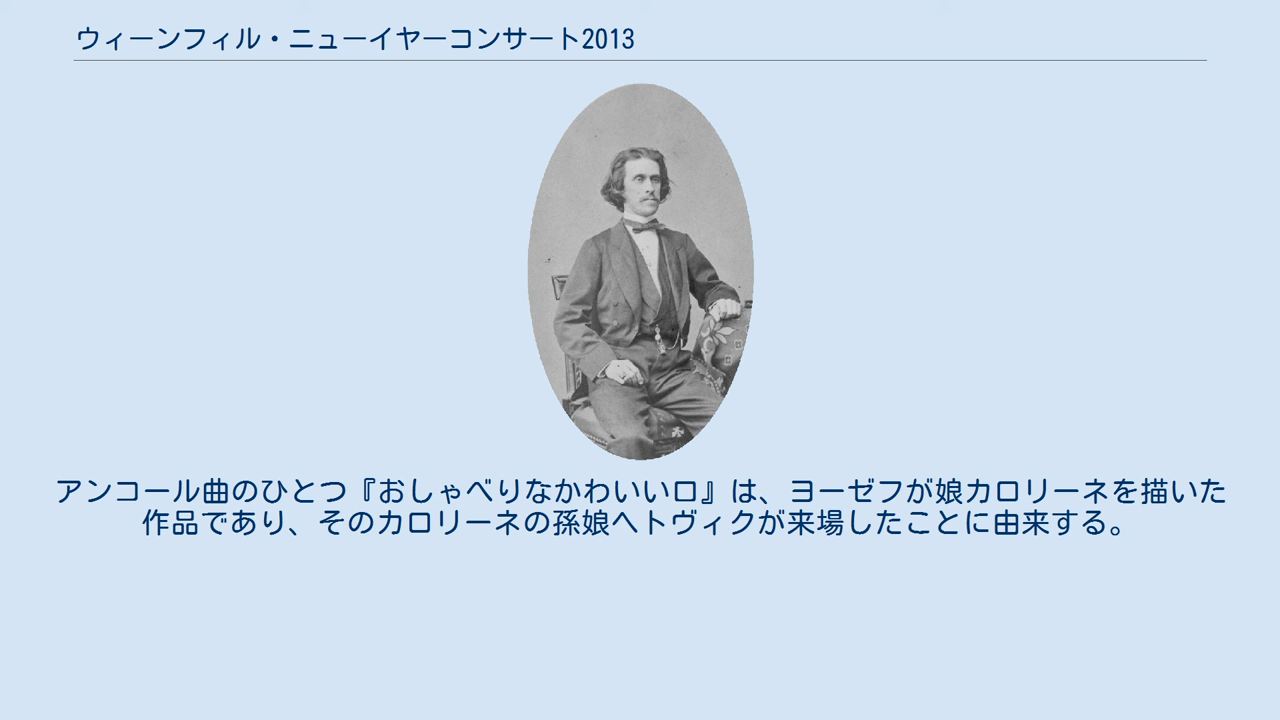 ウィーンフィル・ニューイヤーコンサート2013
アンコール曲のひとつ『おしゃべりなかわいい口』は、ヨーゼフが娘カロリーネを描いた
作品であり、そのカロリーネの孫娘ヘトヴィクが来場したことに由来する。